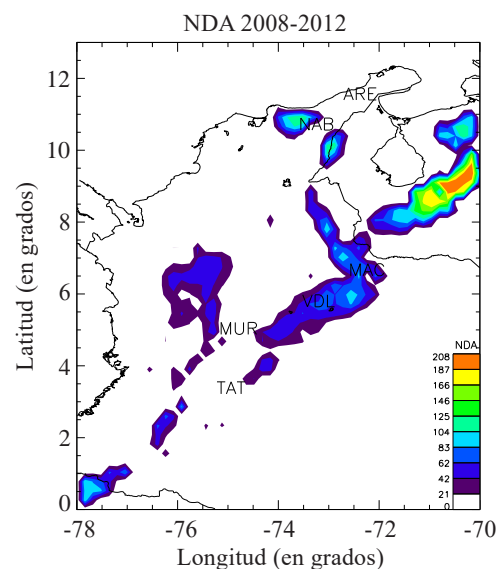 NDA 2008-2012
Latitud (en grados)
12
10
8
6
4
2
0
ARE
NAB
MAC
VDL
MUR
TAT
NDA
208
187
166
146
125
104
83
62
42
21
0
-78
-76
-74
-72
-70
Longitud (en grados)